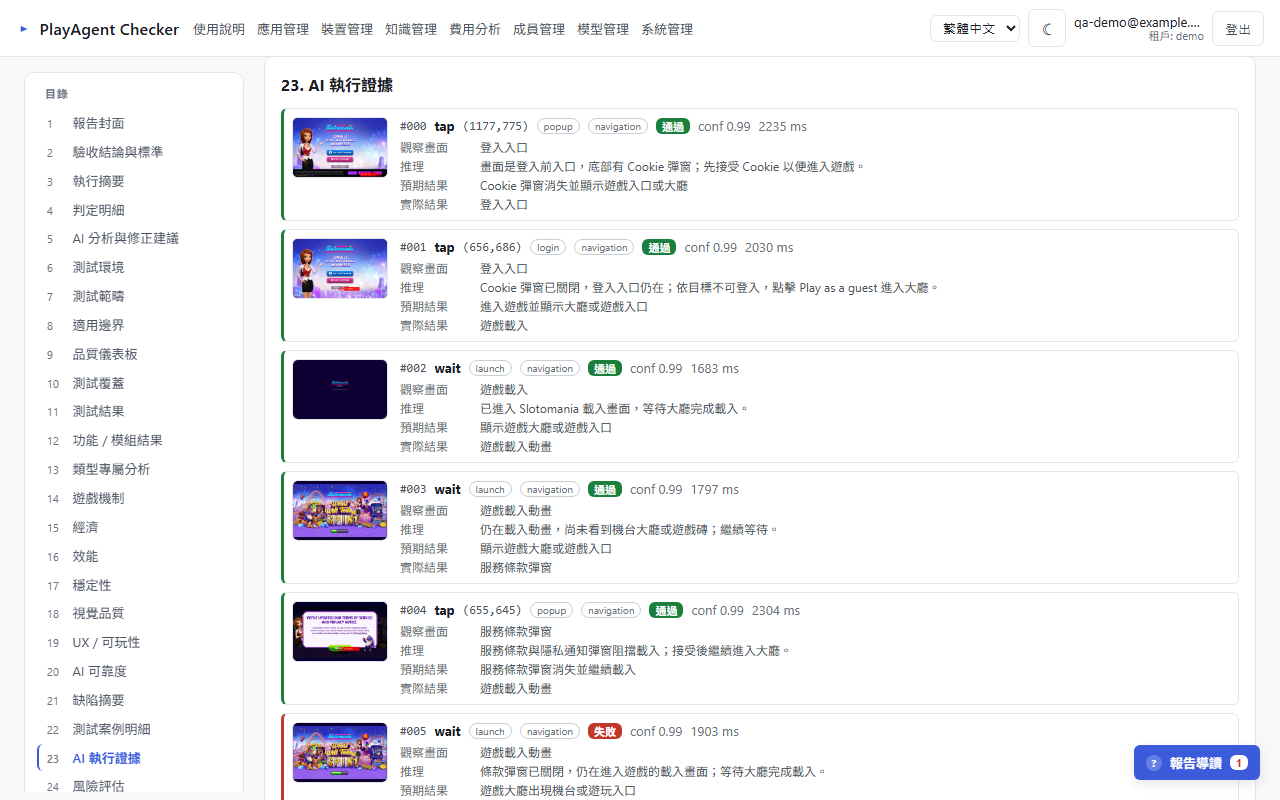 PlayAgent Checker 使用說明 應用管理 裝置管理 知識管理 費用分析 成員管理 模型管理 系統管理 繁體中文 qa-demo@example.... 租戶: demo 登出
目錄
1 報告封面
2 驗收結論與標準
3 執行摘要
4 判定明細
5 AI 分析與修正建議
6 測試環境
7 測試範疇
8 適用邊界
9 品質儀表板
10 測試覆蓋
11 測試結果
12 功能 / 模組結果
13 類型專屬分析
14 遊戲機制
15 經濟
16 效能
17 穩定性
18 視覺品質
19 UX / 可玩性
20 AI 可靠度
21 缺陷摘要
22 測試案例明細
23 AI 執行證據
24 風險評估
23. AI 執行證據
#000 tap (1177,775) popup navigation 通過 conf 0.99 2235 ms
觀察畫面 登入入口
推理 畫面是登入前入口，底部有 Cookie 彈窗；先接受 Cookie 以便進入遊戲。
預期結果 Cookie 彈窗消失並顯示遊戲入口或大廳
實際結果 登入入口
#001 tap (656,686) login navigation 通過 conf 0.99 2030 ms
觀察畫面 登入入口
推理 Cookie 彈窗已關閉，登入入口仍在；依目標不可登入，點擊 Play as a guest 進入大廳。
預期結果 進入遊戲並顯示大廳或遊戲入口
實際結果 遊戲載入
#002 wait launch navigation 通過 conf 0.99 1683 ms
觀察畫面 遊戲載入
推理 已進入 Slotomania 載入畫面，等待大廳完成載入。
預期結果 顯示遊戲大廳或遊戲入口
實際結果 遊戲載入動畫
#003 wait launch navigation 通過 conf 0.99 1797 ms
觀察畫面 遊戲載入動畫
推理 仍在載入動畫，尚未看到機台大廳或遊戲磚；繼續等待。
預期結果 顯示遊戲大廳或遊戲入口
實際結果 服務條款彈窗
#004 tap (655,645) popup navigation 通過 conf 0.99 2304 ms
觀察畫面 服務條款彈窗
推理 服務條款與隱私通知彈窗阻擋載入；接受後繼續進入大廳。
預期結果 服務條款彈窗消失並繼續載入
實際結果 遊戲載入動畫
#005 wait launch navigation 失敗 conf 0.99 1903 ms
觀察畫面 遊戲載入動畫
推理 條款彈窗已關閉，仍在進入遊戲的載入畫面；等待大廳完成載入。
預期結果 遊戲大廳出現機台或遊玩入口
? 報告導讀 1